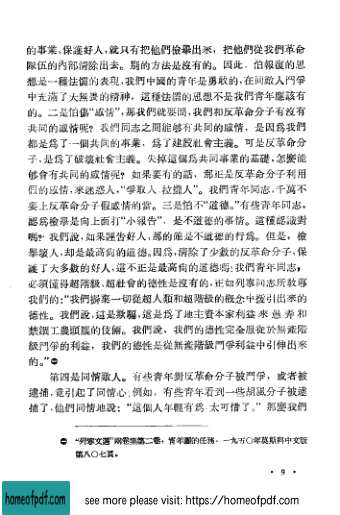 的事業，保護好人，就只有把他們檢舉出來，把他們從我們革命
隊伍的內部清除出去。別的方法是沒有的。因此，怕報復的思
想是一種怯懦的表現，我們中國的青年是勇敢的，在同敵人鬥爭
中充滿了大無畏的精神，這種怯懦的思想不是我們青年應該有
的。二是怕傷“感情”，那我們就要問，我們和反革命分子有沒有
共同的感情呢？我們同志之間能够有共同的感情，是因爲我們
都是爲了一個共同的事業，爲了建設社會主義。可是反革命分
子，是爲了破壞社會主義。失掉這個爲共同事業的基礎，怎麼能
够會有共同的感情呢？如果要有的話，那正是反革命分子利用
假的感情，來迷惑人，“爭取人，拉攏人”。我們青年同志，千萬不
要上反革命分子假感情的當。三是怕不“道德。”有些青年同志，
認爲檢舉是向上面打“小報告”，是不道德的事情。這種認識對
嗎？我們說，如果誣告好人，那的確是不道德的行爲。但是，檢
舉壞人，却是最高尚的道德。因爲，清除了少數的反革命分子，保
護了大多數的好人，這不正是最高尚的道德嗎？我們青年同志，
必須懂得超階級、超社會的德性是沒有的，正如列寧同志所教導
我們的：“我們擯棄一切從超人類和超階級的概念中援引出來的
德性。我們說，這是欺騙，這是爲了地主資本家利益來愚弄和
禁錮工農頭腦的伎倆。我們說，我們的德性完全服從於無產階
級鬥爭的利益，我們的德性是從無產階級鬥爭利益中引伸出來
的。”㊀
第四是同情敵人。有些青年對反革命分子被鬥爭，或者被
逮捕，竟引起了同情心；例如，有些青年看到一些胡風分子被逮
捕了，他們同情地說：“這個人年輕有爲，太可惜了。”那麼我們
㊀ “列寧文選”兩卷集第二卷：青年團的任務，一九五〇年莫斯科中文版
第八〇七頁。
· 9 ·
homeofpdf.com
see more please visit: https://homeofpdf.com